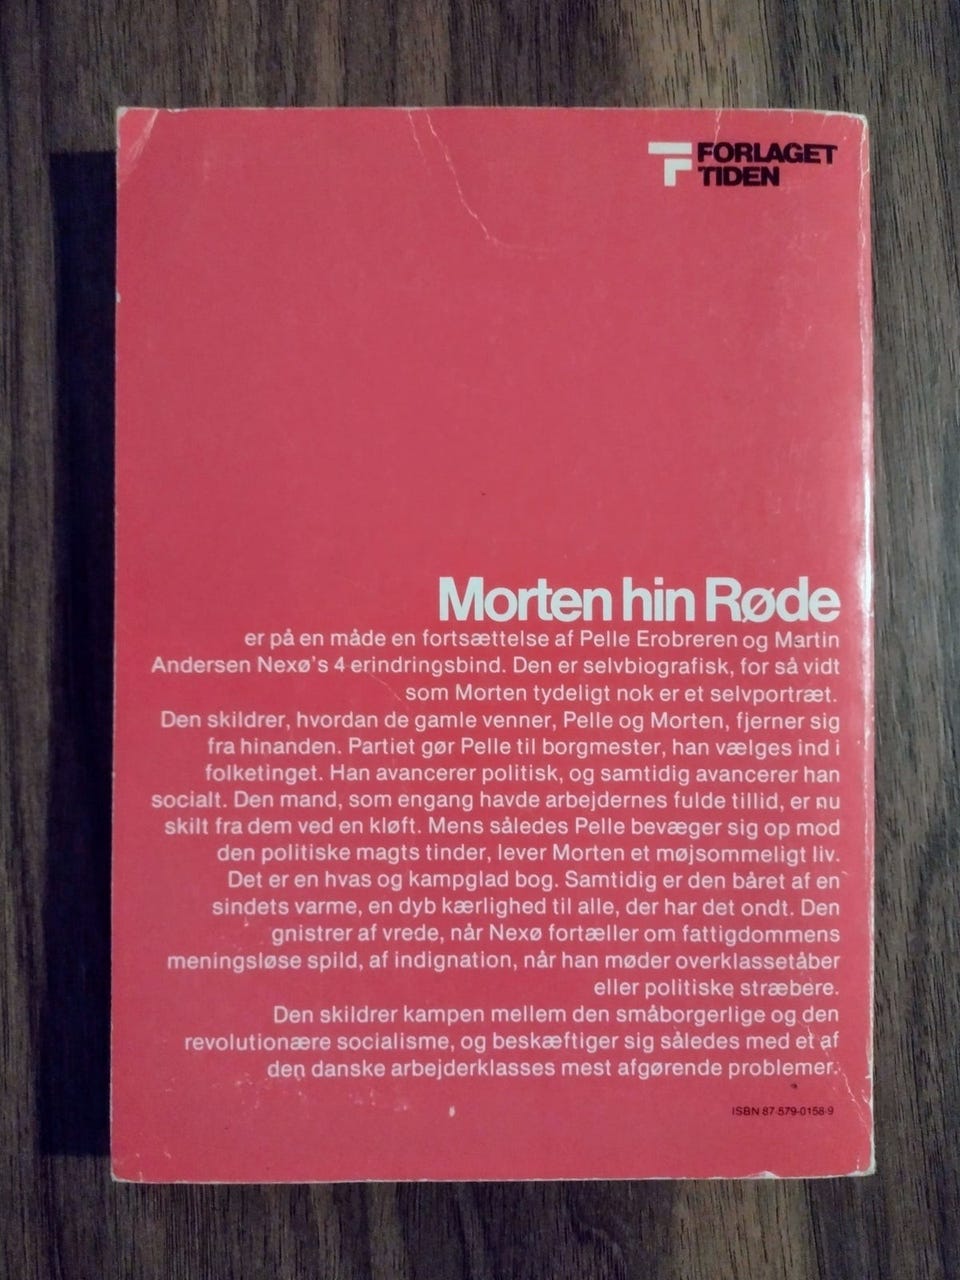 FORLAGET
TIDEN
Morten hin Røde
er på en måde en fortsættelse af Pelle Erobreren og Martin
Andersen Nexø's 4 erindringsbind. Den er selvbiografisk, for så vidt
som Morten tydeligt nok er et selvportræt.
Den skildrer, hvordan de gamle venner, Pelle og Morten, fjerner sig
fra hinanden. Partiet gør Pelle til borgmester, han vælges ind i
folketinget. Han avancerer politisk, og samtidig avancerer han
socialt. Den mand, som engang havde arbejdernes fulde tillid, er nu
skilt fra dem ved en kløft. Mens således Pelle bevæger sig op mod
den politiske magts tinder, lever Morten et møjsommeligt liv.
Det er en hvas og kampglad bog. Samtidig er den båret af en
sindets varme, en dyb kærlighed til alle, der har det ondt. Den
gnistrer af vrede, når Nexø fortæller om fattigdommens
meningsløse spild, af indignation, når han møder overklassetåber
eller politiske stræbere.
Den skildrer kampen mellem den småborgerlige og den
revolutionære socialisme, og beskæftiger sig således med et af
den danske arbejderklasses mest afgørende problemer.
ISBN 87-579-0158-9